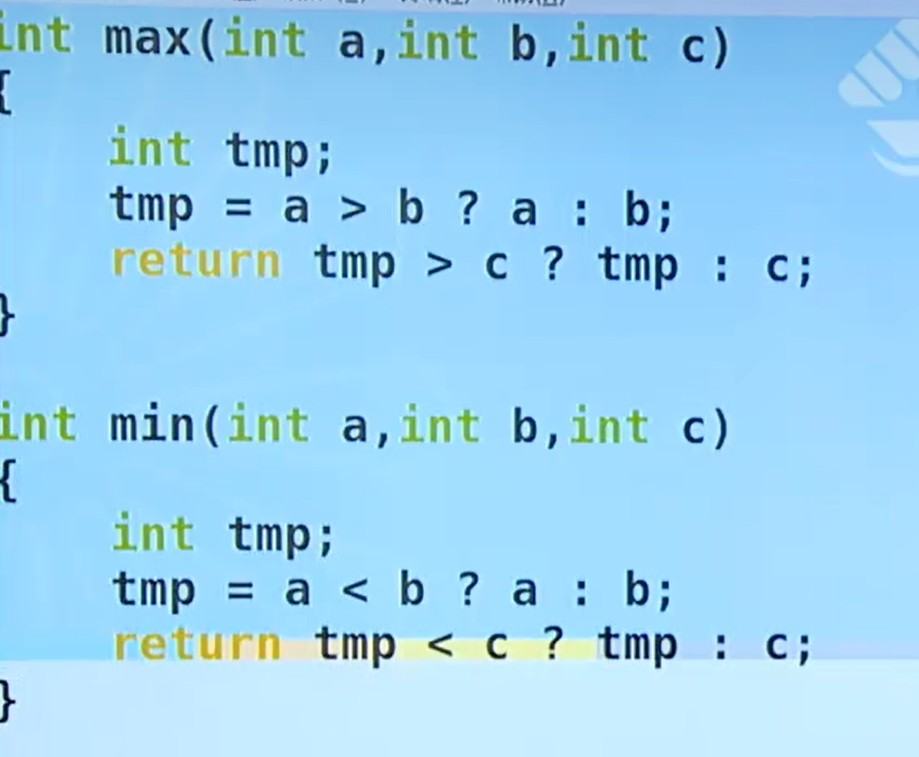 int max(int a,int b,int c)
{
    int tmp;
    tmp = a > b ? a : b;
    return tmp > c ? tmp : c;
}

int min(int a,int b,int c)
{
    int tmp;
    tmp = a < b ? a : b;
    return tmp < c ? tmp : c;
}